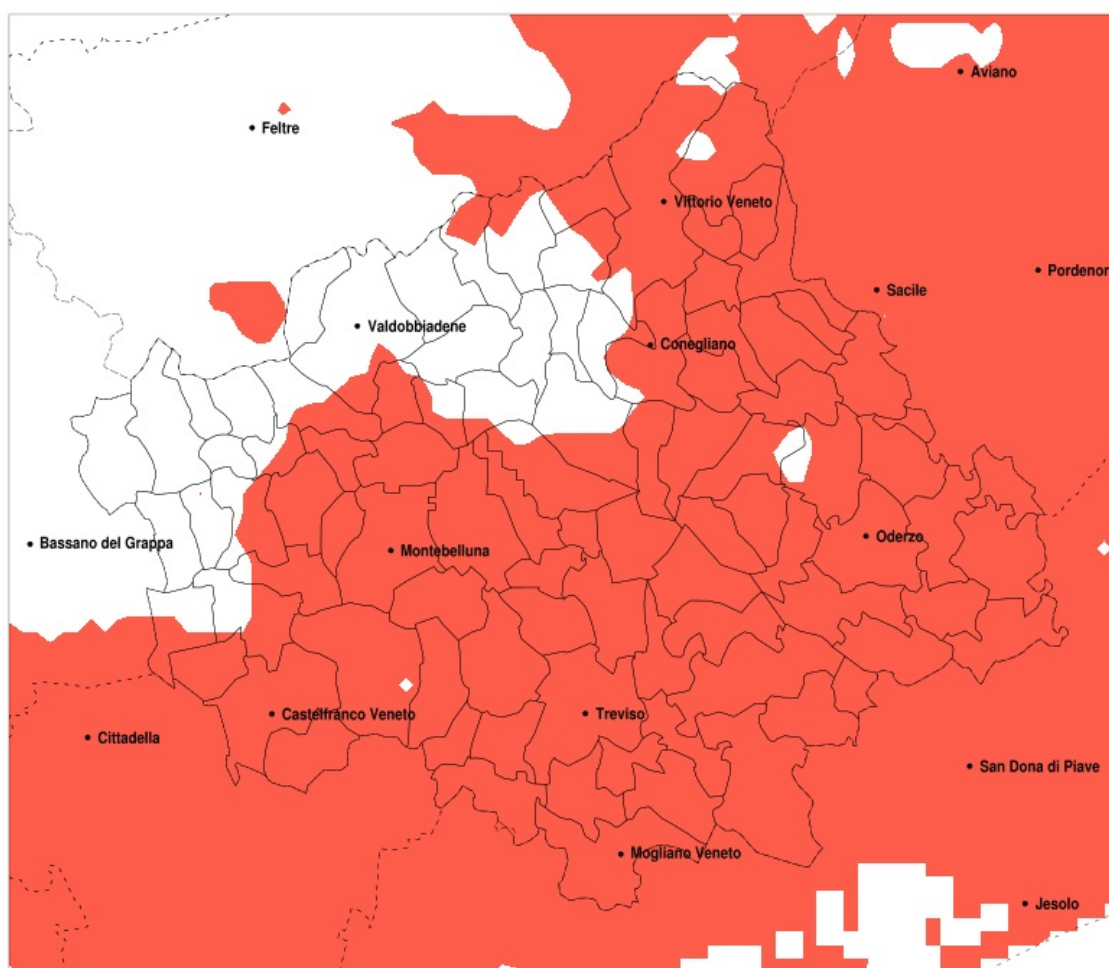 Aviano
Feltre
Vittorio Veneto
Pordenor
Sacile
Valdobbiadene
Conegliano
Oderzo
Bassano del Grappa
Montebelluna
Castelfranco Veneto
Treviso
Cittadella
San Dona di Piave
Mogliano Veneto
Jesolo